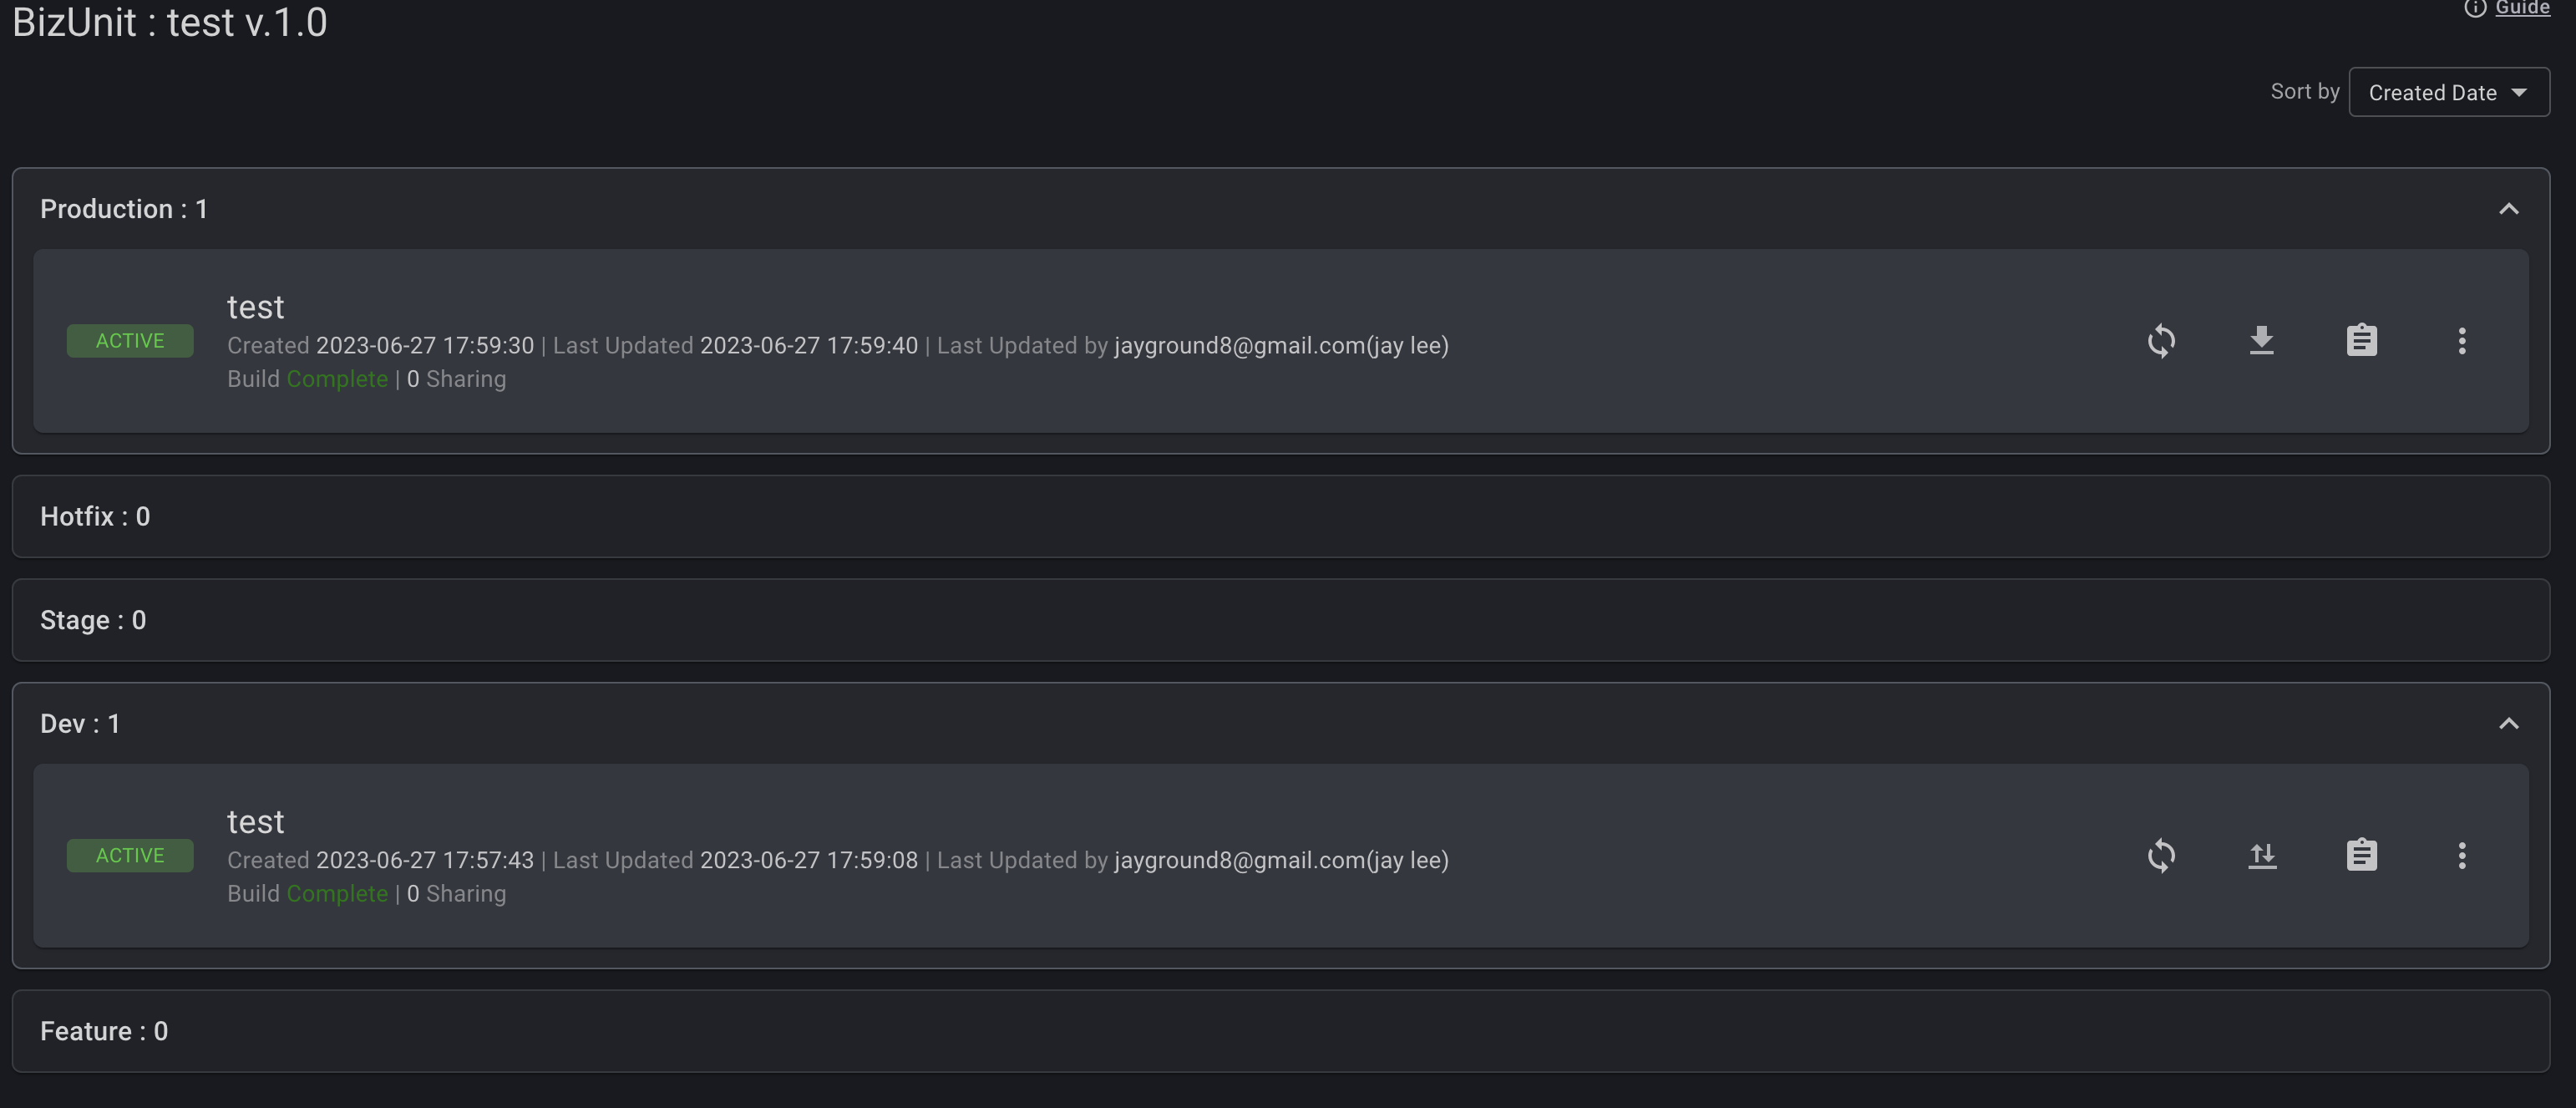 BizUnit : test v.1.0
Guide
Sort by Created Date
Production : 1
ACTIVE
test
Created 2023-06-27 17:59:30 | Last Updated 2023-06-27 17:59:40 | Last Updated by jayground8@gmail.com(jay lee)
Build Complete | 0 Sharing
Hotfix : 0
Stage : 0
Dev : 1
ACTIVE
test
Created 2023-06-27 17:57:43 | Last Updated 2023-06-27 17:59:08 | Last Updated by jayground8@gmail.com(jay lee)
Build Complete | 0 Sharing
Feature : 0